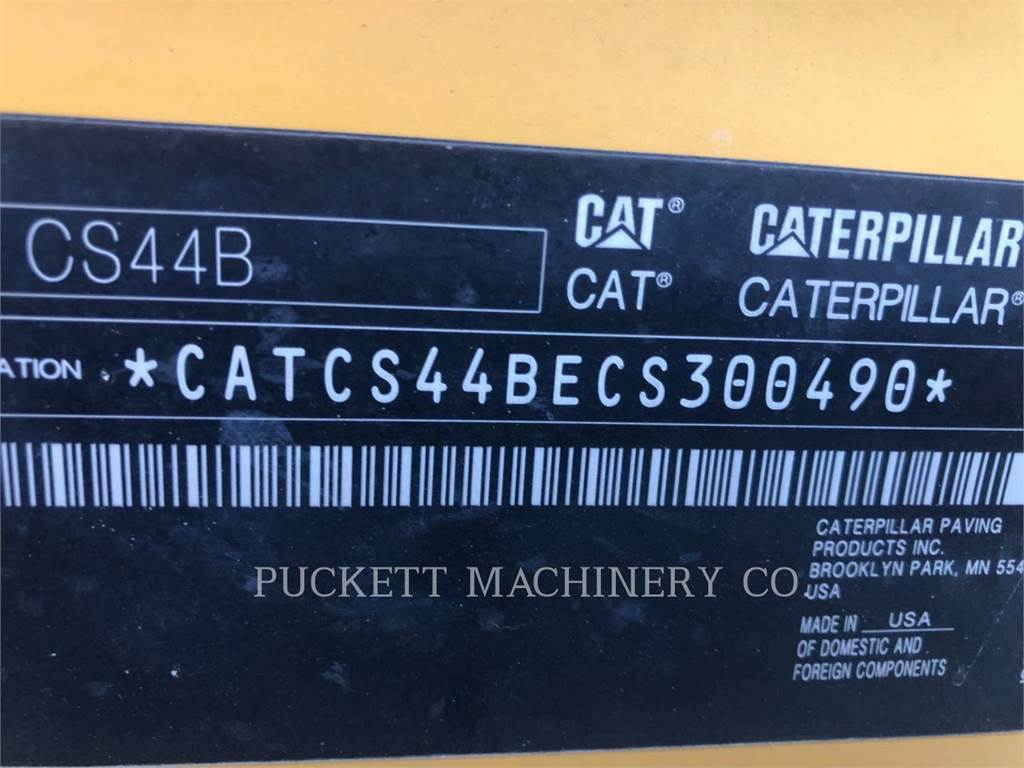 CS44B
CAT® CATERPILLAR
CAT® CATERPILLAR®
ATION *CATCS44BECS300490*
CATERPILLAR PAVING
PRODUCTS INC.
BROOKLYN PARK, MN 554
USA
MADE IN USA
OF DOMESTIC AND
FOREIGN COMPONENTS
PUCKETT MACHINERY CO.